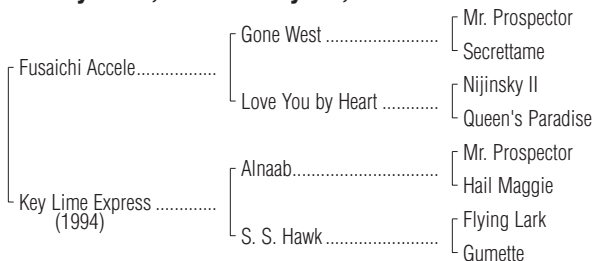 Mr. Prospector
Gone West ........................
Secrettame
Fusaichi Accele.................
Nijinsky II
Love You by Heart ............
Queen's Paradise
Mr. Prospector
Alnaab...............................
Hail Maggie
Key Lime Express .............
(1994)
Flying Lark
S. S. Hawk ........................
Gumette